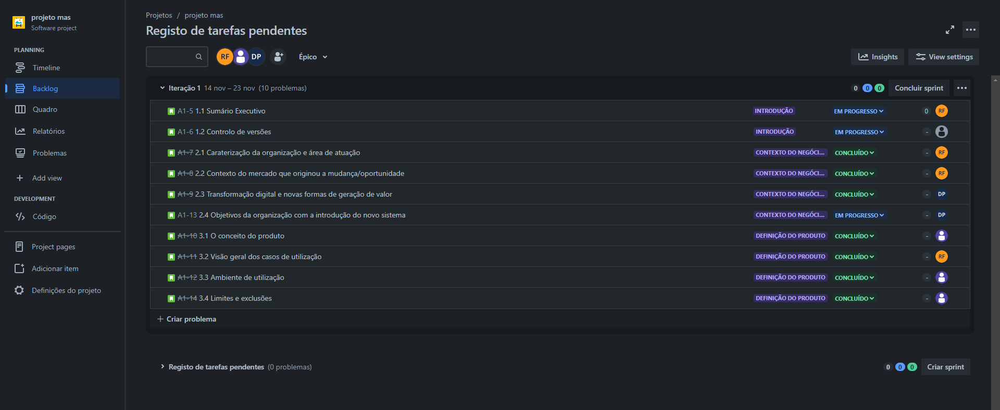 projeto mas
Software project
PLANNING
Timeline
Backlog
Quadro
Relatórios
Problemas
Add view
DEVELOPMENT
Código
Project pages
Adicionar item
Definições do projeto
Projetos / projeto mas
Registo de tarefas pendentes
RF DP Épico
Insights View settings
Iteração 1 14 nov – 23 nov (10 problemas) 0 0 0 Concluir sprint
A1-5 1.1 Sumário Executivo INTRODUÇÃO EM PROGRESSO 0 RF
A1-6 1.2 Controlo de versões INTRODUÇÃO EM PROGRESSO -
A1-7 2.1 Caraterização da organização e área de atuação CONTEXTO DO NEGÓCI... CONCLUÍDO - RF
A1-8 2.2 Contexto do mercado que originou a mudança/oportunidade CONTEXTO DO NEGÓCI... CONCLUÍDO - RF
A1-9 2.3 Transformação digital e novas formas de geração de valor CONTEXTO DO NEGÓCI... CONCLUÍDO - DP
A1-13 2.4 Objetivos da organização com a introdução do novo sistema CONTEXTO DO NEGÓCI... EM PROGRESSO - DP
A1-10 3.1 O conceito do produto DEFINIÇÃO DO PRODUTO CONCLUÍDO -
A1-11 3.2 Visão geral dos casos de utilização DEFINIÇÃO DO PRODUTO CONCLUÍDO - RF
A1-12 3.3 Ambiente de utilização DEFINIÇÃO DO PRODUTO CONCLUÍDO -
A1-14 3.4 Limites e exclusões DEFINIÇÃO DO PRODUTO CONCLUÍDO -
Criar problema
Registo de tarefas pendentes (0 problemas) 0 0 0 Criar sprint